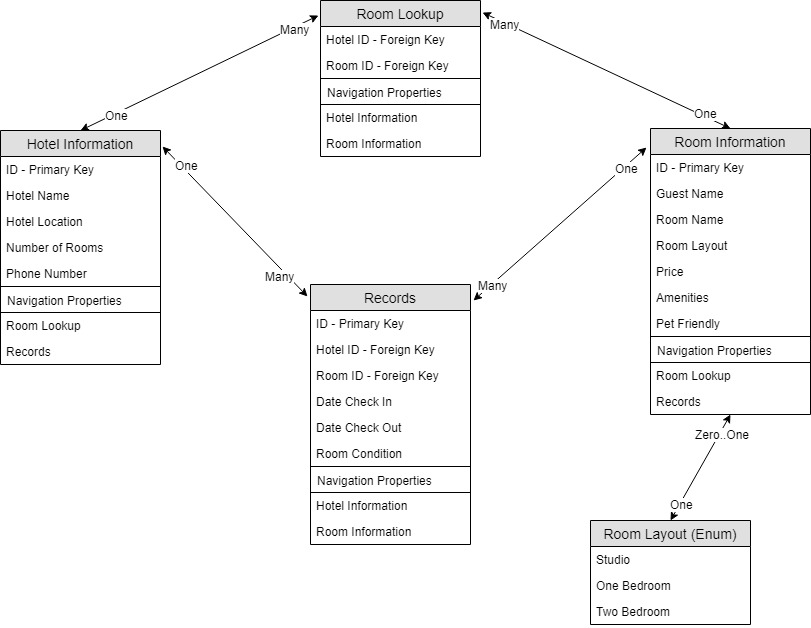 Room Lookup
Hotel ID - Foreign Key
Room ID - Foreign Key
Navigation Properties
Hotel Information
Room Information
Many
Many
One
One
Hotel Information
ID - Primary Key
Hotel Name
Hotel Location
Number of Rooms
Phone Number
Navigation Properties
Room Lookup
Records
One
Many
Records
ID - Primary Key
Hotel ID - Foreign Key
Room ID - Foreign Key
Date Check In
Date Check Out
Room Condition
Navigation Properties
Hotel Information
Room Information
One
Many
Room Information
ID - Primary Key
Guest Name
Room Name
Room Layout
Price
Amenities
Pet Friendly
Navigation Properties
Room Lookup
Records
Zero..One
One
Room Layout (Enum)
Studio
One Bedroom
Two Bedroom